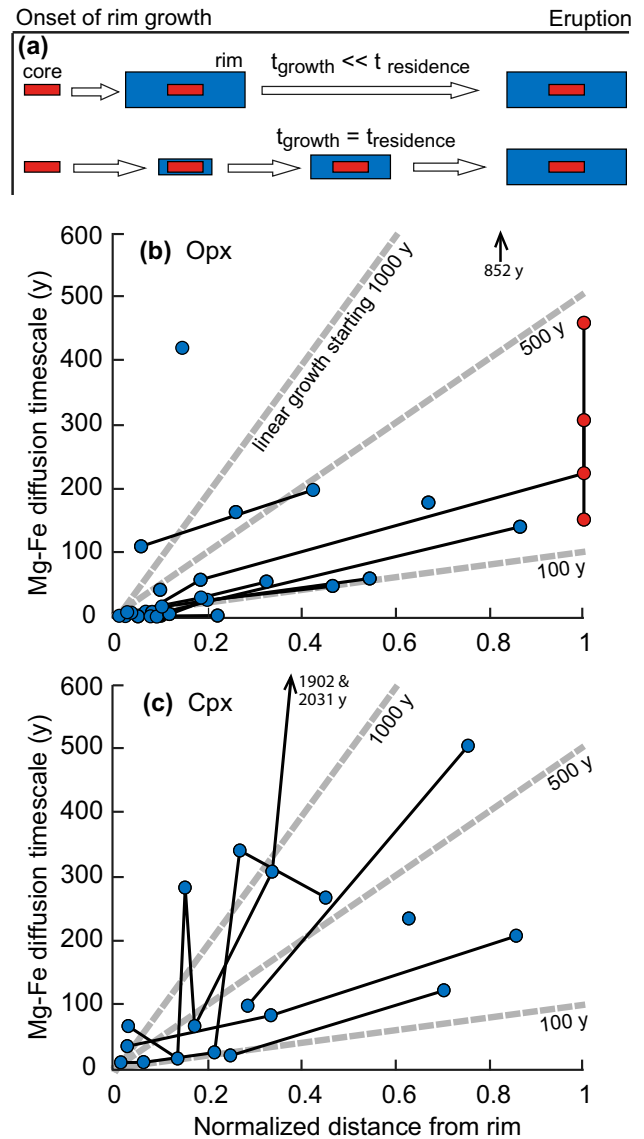 Onset of rim growth Eruption
(a)
core rim t growth << t residence
t growth = t residence
600 (b) Opx 852 y
500
400
300
200
100
0
linear growth starting 1000 y
500 y
100 y
Mg-Fe diffusion timescale (y)
0 0.2 0.4 0.6 0.8 1
600 (c) Cpx 1902 &
2031 y
500
400
300
200
100
0
1000 y
500 y
100 y
Mg-Fe diffusion timescale (y)
0 0.2 0.4 0.6 0.8 1
Normalized distance from rim